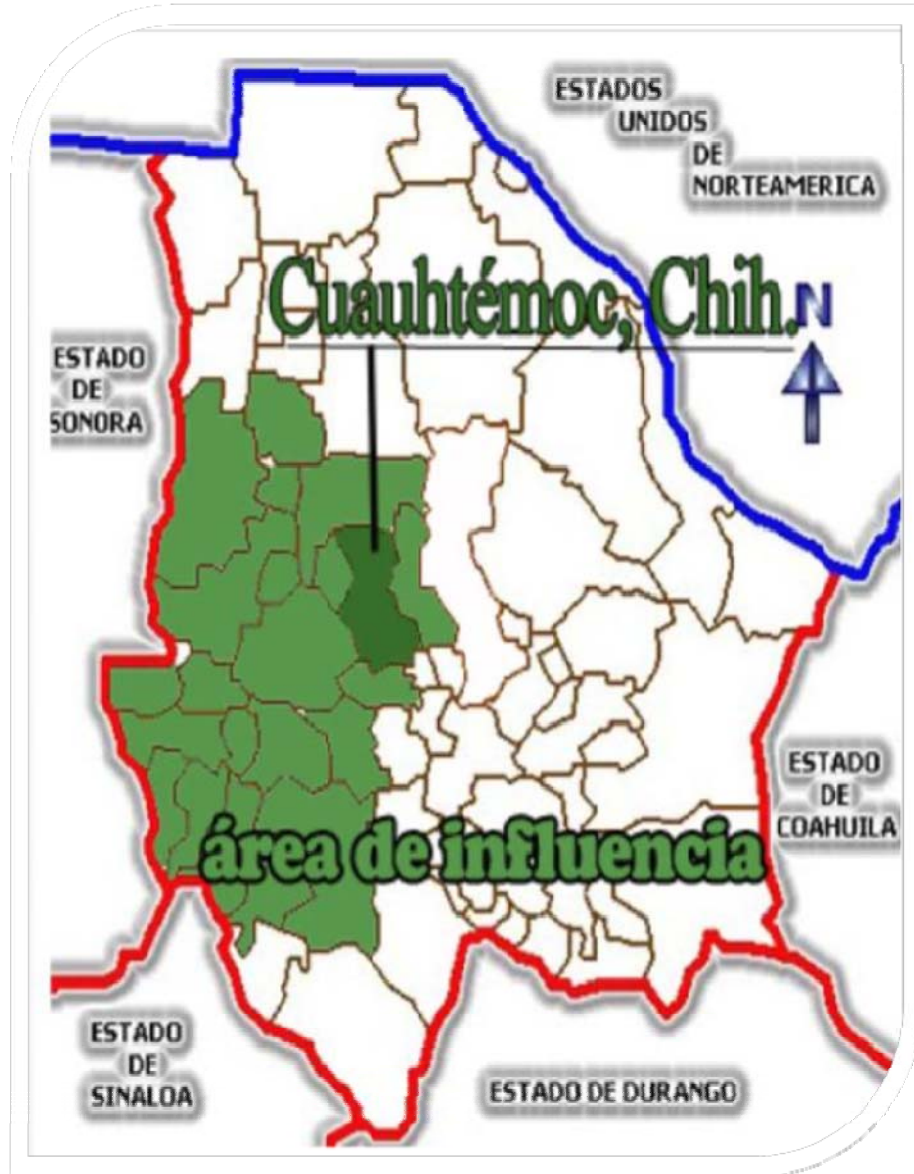 ESTADOS
UNIDOS
DE
NORTEAMERICA
Cuauhtémoc, Chih.
N
ESTADO
DE
SONORA
ESTADO
DE
COAHUILA
área de influencia
ESTADO
DE
SINALOA
ESTADO DE DURANGO